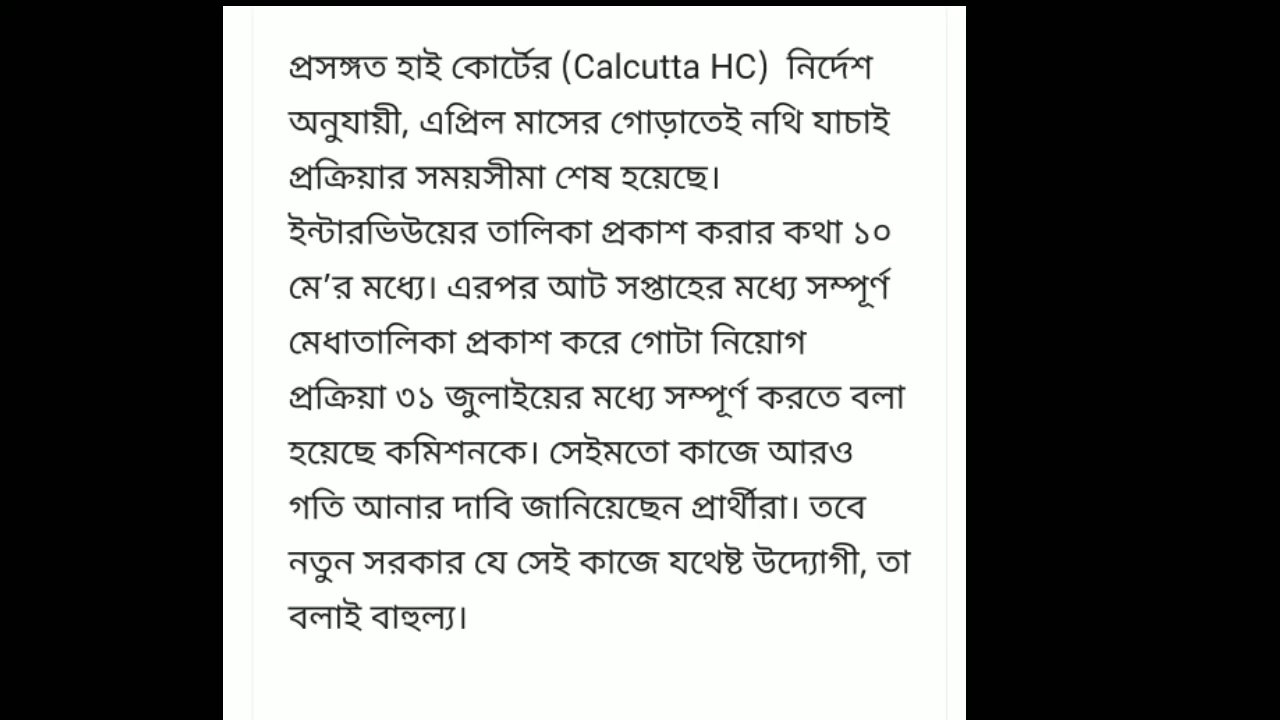 প্রসঙ্গত হাই কোর্টের (Calcutta HC) নির্দেশ
অনুযায়ী, এপ্রিল মাসের গোড়াতেই নথি যাচাই
প্রক্রিয়ার সময়সীমা শেষ হয়েছে।
ইন্টারভিউয়ের তালিকা প্রকাশ করার কথা ১০
মে’র মধ্যে। এরপর আট সপ্তাহের মধ্যে সম্পূর্ণ
মেধাতালিকা প্রকাশ করে গোটা নিয়োগ
প্রক্রিয়া ৩১ জুলাইয়ের মধ্যে সম্পূর্ণ করতে বলা
হয়েছে কমিশনকে। সেইমতো কাজে আরও
গতি আনার দাবি জানিয়েছেন প্রার্থীরা। তবে
নতুন সরকার যে সেই কাজে যথেষ্ট উদ্যোগী, তা
বলাই বাহুল্য।